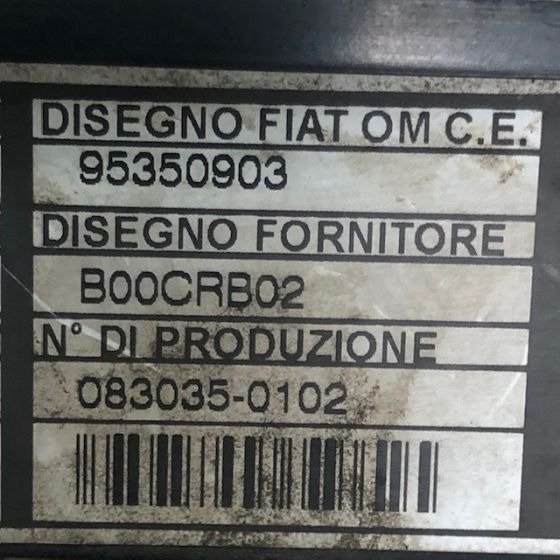 DISEGNO FIAT OM C.E.
95350903
DISEGNO FORNITORE
B00CRB02
N° DI PRODUZIONE
083035-0102